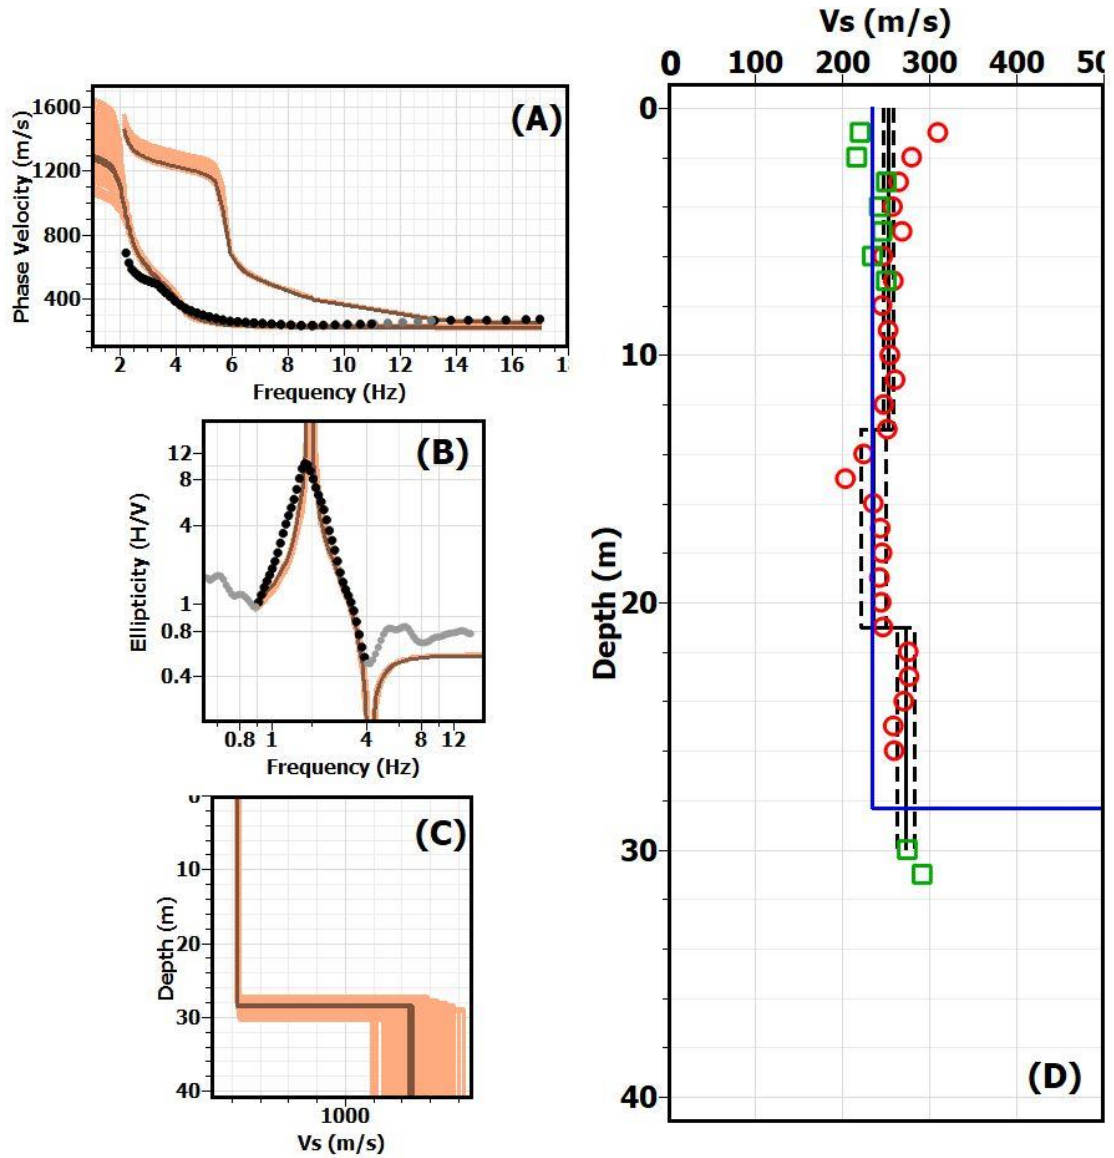 (A)
1600
1200
800
400
Phase Velocity (m/s)
2 4 6 8 10 12 14 16
Frequency (Hz)
(B)
12
8
4
1
0.8
0.4
Ellipticity (H/V)
0.8 1 4 8 12
Frequency (Hz)
(C)
0
10
20
30
40
Depth (m)
1000
Vs (m/s)
Vs (m/s)
0 100 200 300 400 50
0
10
20
30
40
Depth (m)
(D)